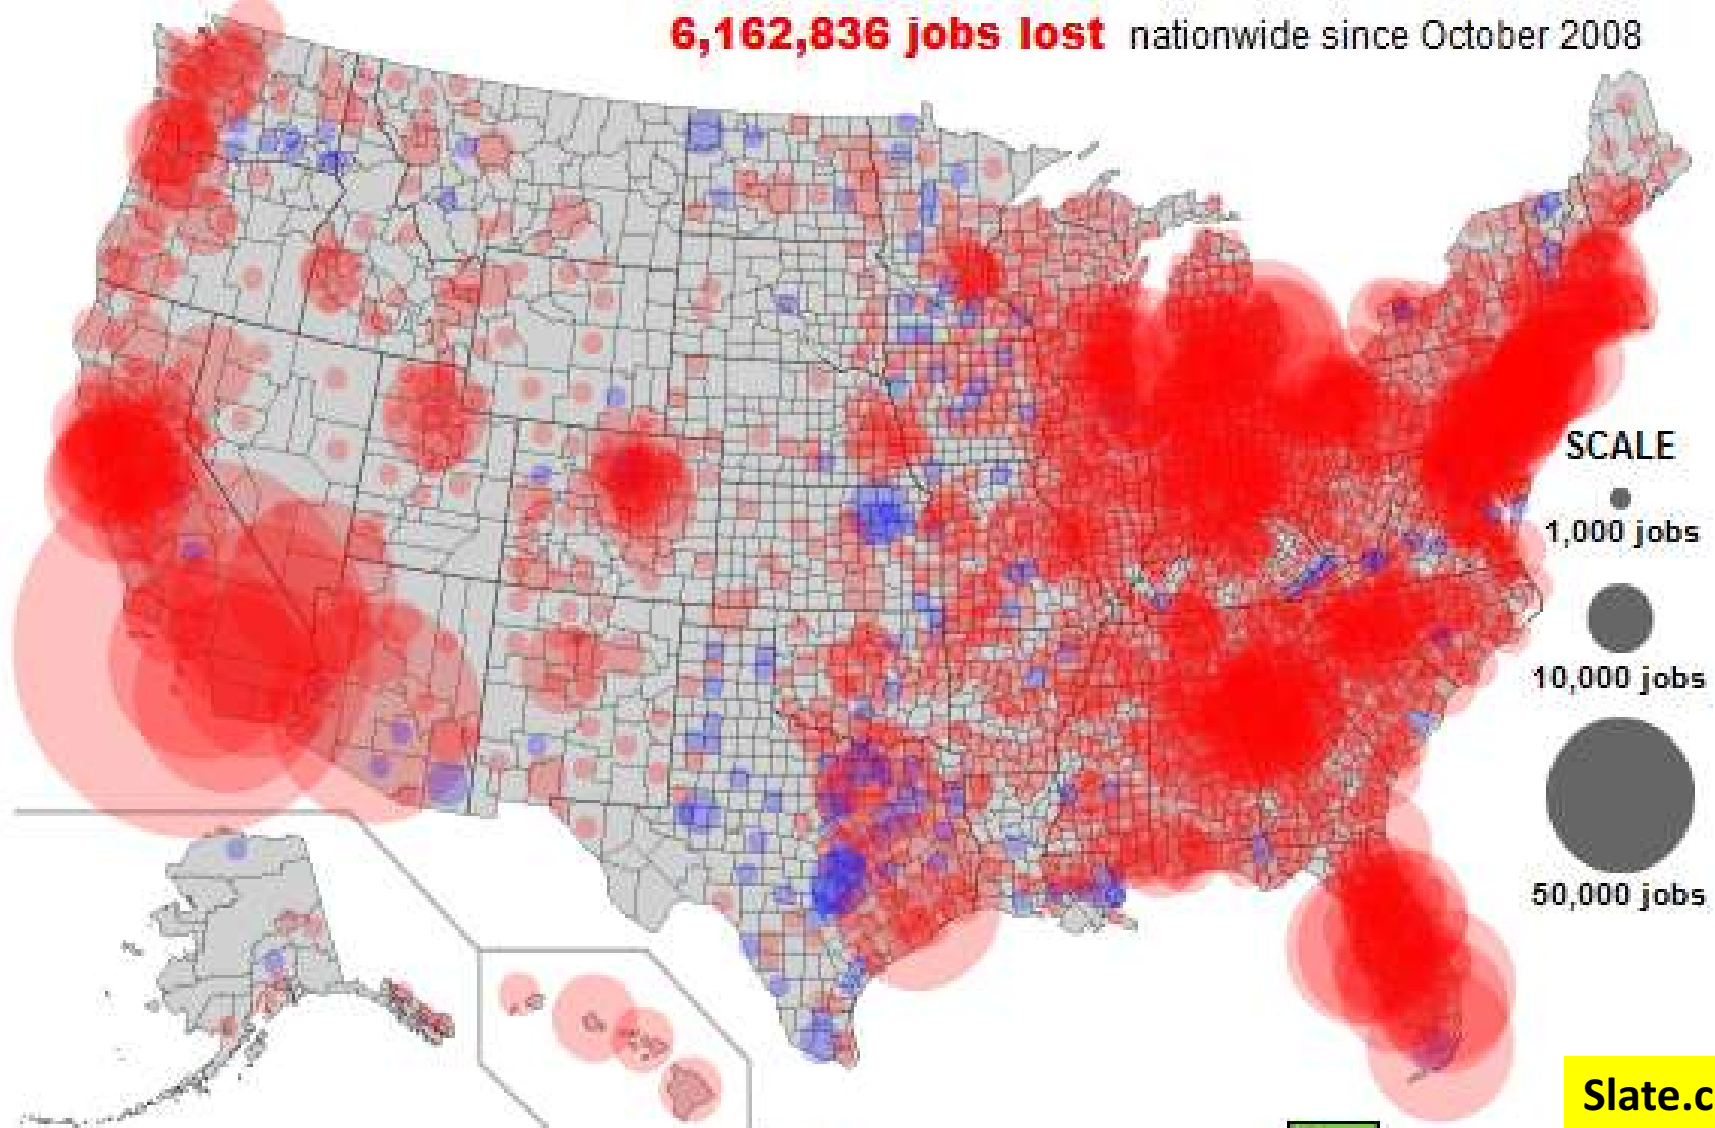 6,162,836 jobs lost nationwide since October 2008
SCALE
1,000 jobs
10,000 jobs
50,000 jobs
Slate.c